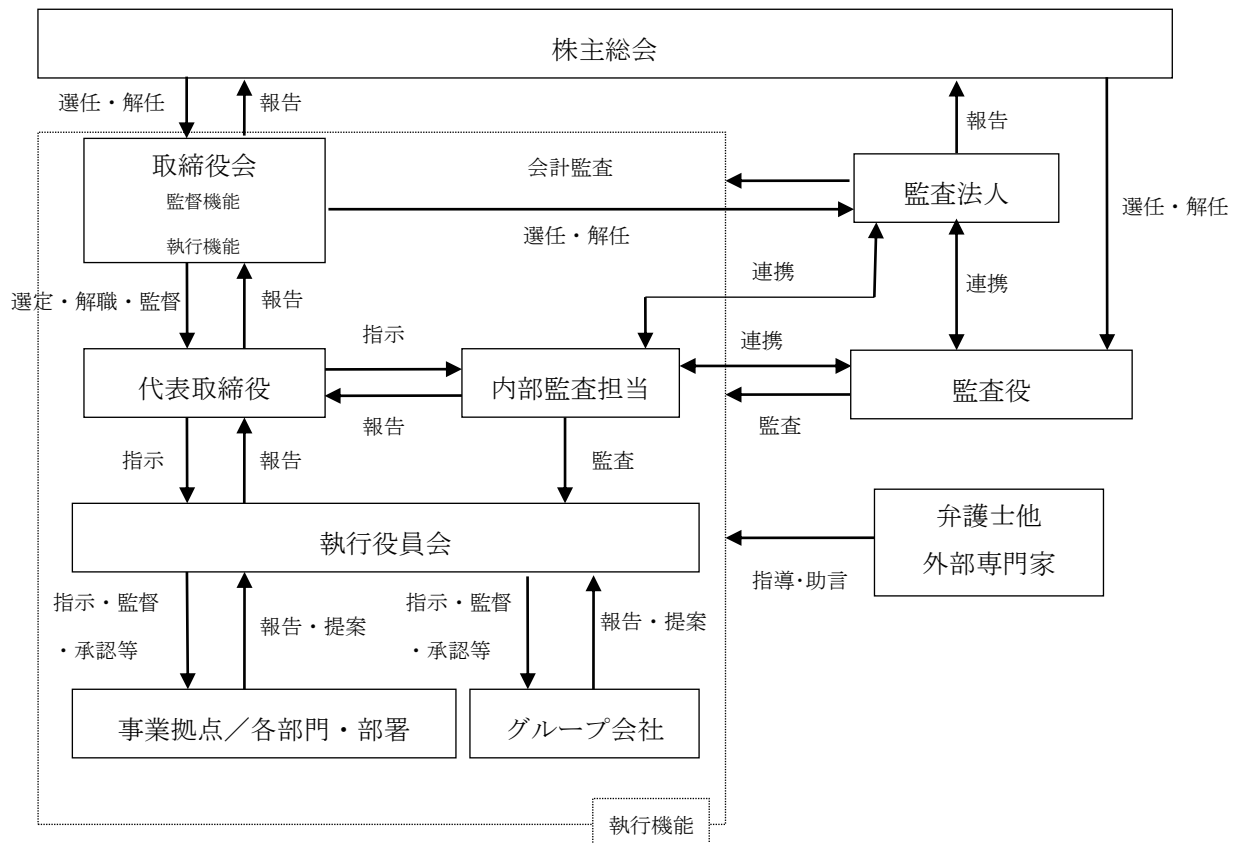 株主総会
選任・解任
報告
報告
取締役会
監督機能
執行機能
会計監査
監査法人
選任・解任
選任・解任
連携
連携
選定・解職・監督
報告
指示
連携
代表取締役
内部監査担当
監査役
報告
監査
指示
報告
監査
執行役員会
弁護士他
外部専門家
指導・助言
指示・監督
・承認等
報告・提案
指示・監督
・承認等
報告・提案
事業拠点／各部門・部署
グループ会社
執行機能